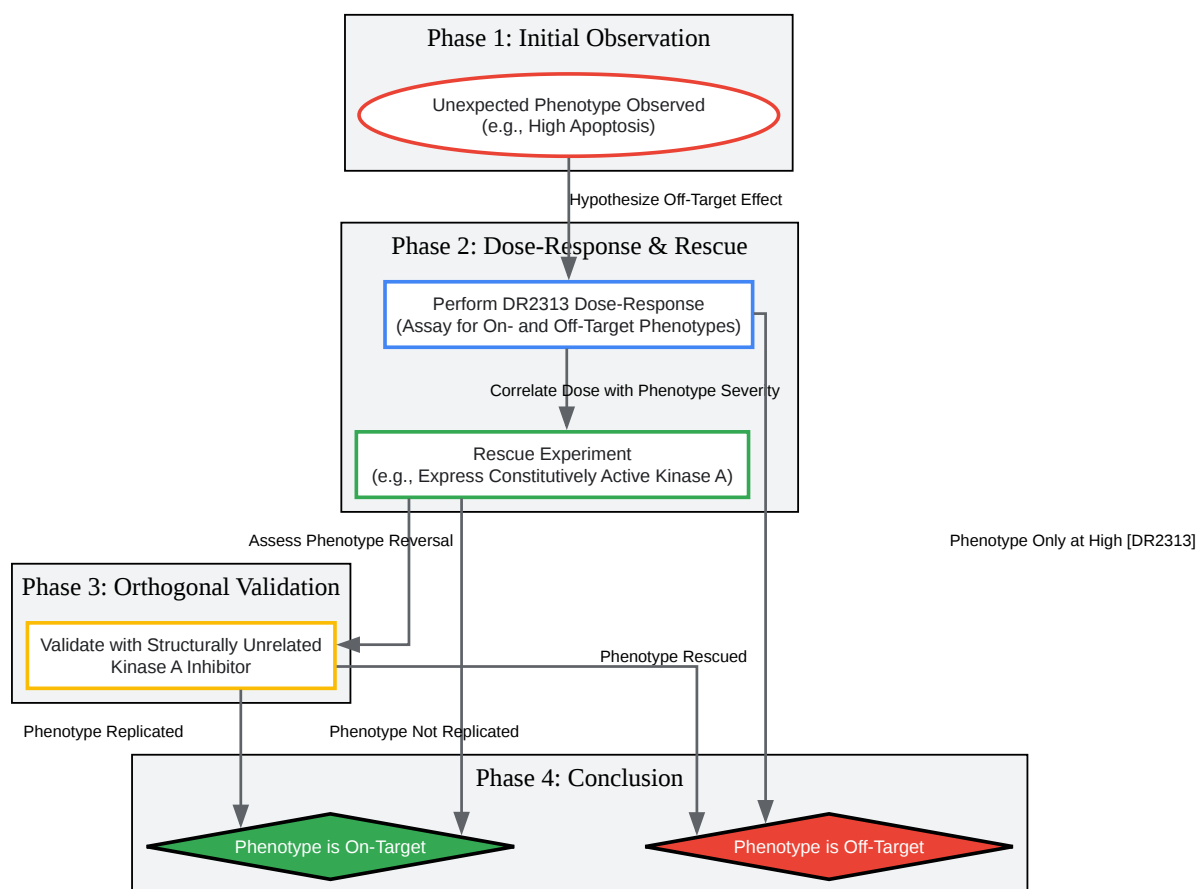 Phase 1: Initial Observation
Unexpected Phenotype Observed
(e.g., High Apoptosis)
Hypothesize Off-Target Effect
Phase 2: Dose-Response & Rescue
Perform DR2313 Dose-Response
(Assay for On- and Off-Target Phenotypes)
Correlate Dose with Phenotype Severity
Rescue Experiment
(e.g., Express Constitutively Active Kinase A)
Assess Phenotype Reversal
Phenotype Only at High [DR2313]
Phase 3: Orthogonal Validation
Validate with Structurally Unrelated
Kinase A Inhibitor
Phenotype Rescued
Phenotype Replicated
Phenotype Not Replicated
Phase 4: Conclusion
Phenotype is On-Target
Phenotype is Off-Target